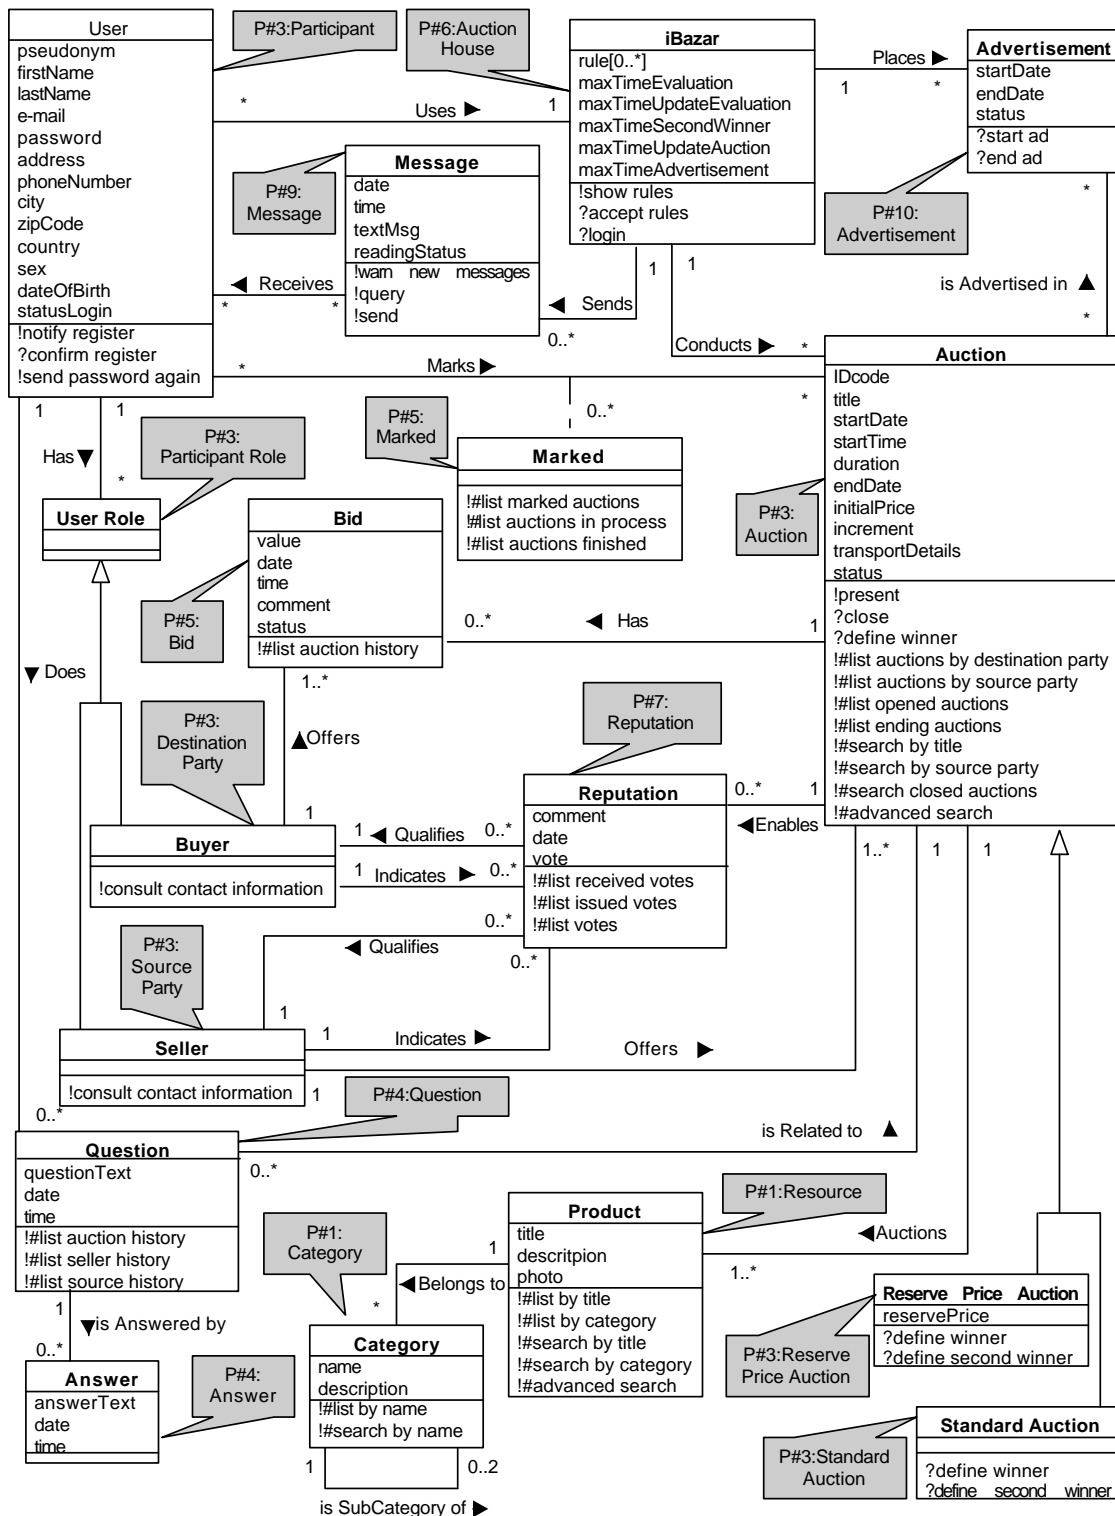 User
pseudonym
firstName
lastName
e-mail
password
address
phoneNumber
city
zipCode
country
sex
dateOfBirth
statusLogin
!notify register
?confirm register
!send password again
P#3:Participant
P#6:Auction
House
iBazar
rule[0..*]
maxTimeEvaluation
maxTimeUpdateEvaluation
maxTimeSecondWinner
maxTimeUpdateAuction
maxTimeAdvertisement
!show rules
?accept rules
?login
Places ►
1
*
Advertisement
startDate
endDate
status
?start ad
?end ad
P#10:
Advertisement
*
is Advertised in ▲
*
*
Uses ►
1
P#9:
Message
Message
date
time
textMsg
readingStatus
!warn new messages
!query
!send
◄ Receives
*
*
◄ Sends
1
0..*
1
Conducts ►
*
*
Marks ►
*
0..*
P#5:
Marked
Marked
!#list marked auctions
!#list auctions in process
!#list auctions finished
Auction
IDcode
title
startDate
startTime
duration
endDate
initialPrice
increment
transportDetails
status
!present
?close
?define winner
!#list auctions by destination party
!#list auctions by source party
!#list opened auctions
!#list ending auctions
!#search by title
!#search by source party
!#search closed auctions
!#advanced search
P#3:
Auction
1
1
Has ▼
*
P#3:
Participant Role
User Role
Bid
value
date
time
comment
status
!#list auction history
P#5:
Bid
0..*
◄ Has
1
▼ Does
1..*
▲Offers
1
P#3:
Destination
Party
P#7:
Reputation
Reputation
comment
date
vote
!#list received votes
!#list issued votes
!#list votes
0..*
1
◄Enables
Buyer
!consult contact information
1
◄ Qualifies
0..*
1
Indicates ►
0..*
0..*
◄ Qualifies
1
0..*
1
Indicates ►
P#3:
Source
Party
Seller
!consult contact information
1
Offers ►
1..*
1
1
P#4:Question
0..*
Question
questionText
date
time
!#list auction history
!#list seller history
!#list source history
0..*
is Related to ▲
P#1:Resource
Product
title
descritpion
photo
!#list by title
!#list by category
!#search by title
!#search by category
!#advanced search
◄Auctions
1..*
P#1:
Category
1
◄Belongs to
*
Category
name
description
!#list by name
!#search by name
1
0..2
is SubCategory of ►
1
▼is Answered by
0..*
Answer
answerText
date
time
P#4:
Answer
Reserve Price Auction
reservePrice
?define winner
?define second winner
P#3:Reserve
Price Auction
Standard Auction
?define winner
?define second winner
P#3:Standard
Auction